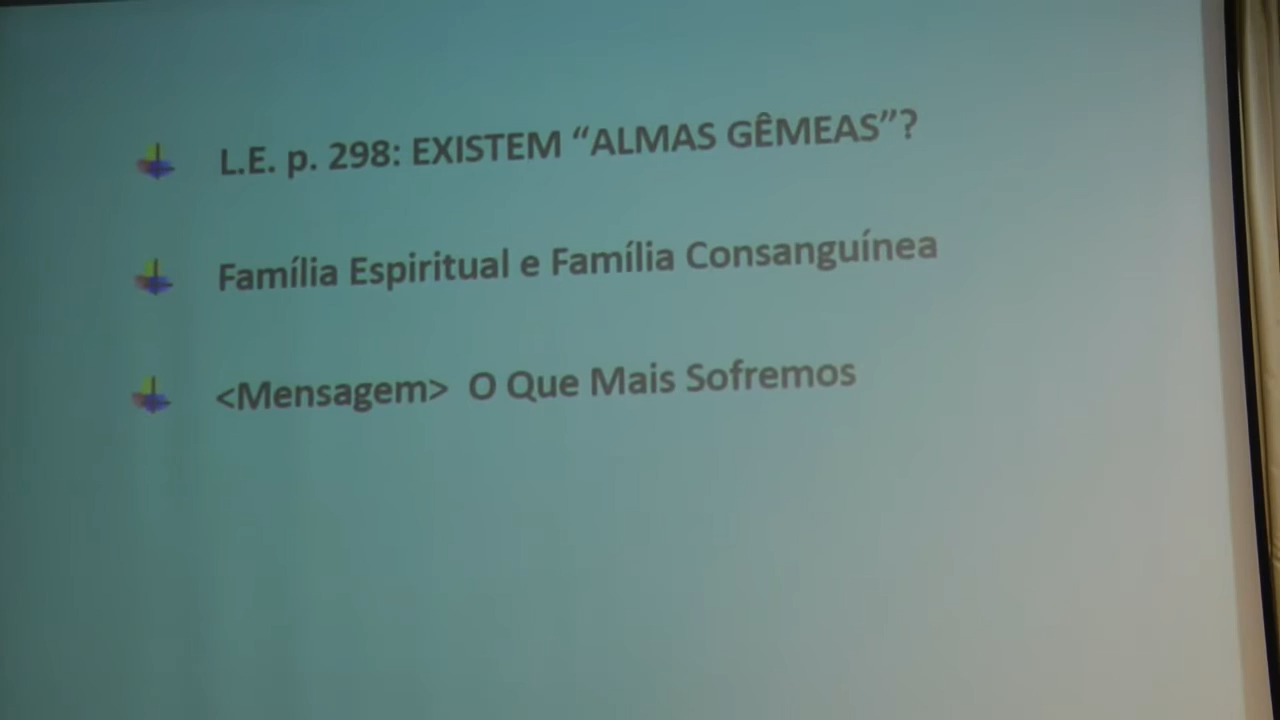 L.E. p. 298: EXISTEM “ALMAS GÊMEAS”?
Família Espiritual e Família Consanguínea
<Mensagem> O Que Mais Sofremos